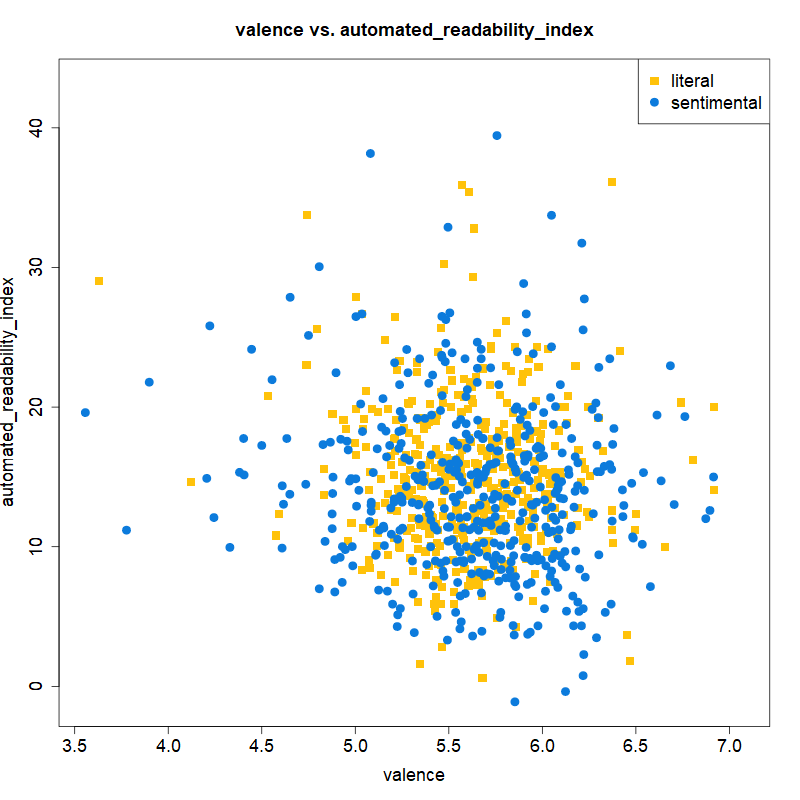 valence vs. automated_readability_index
literal
sentimental
automated_readability_index
40
30
20
10
0
3.5 4.0 4.5 5.0 5.5 6.0 6.5 7.0
valence